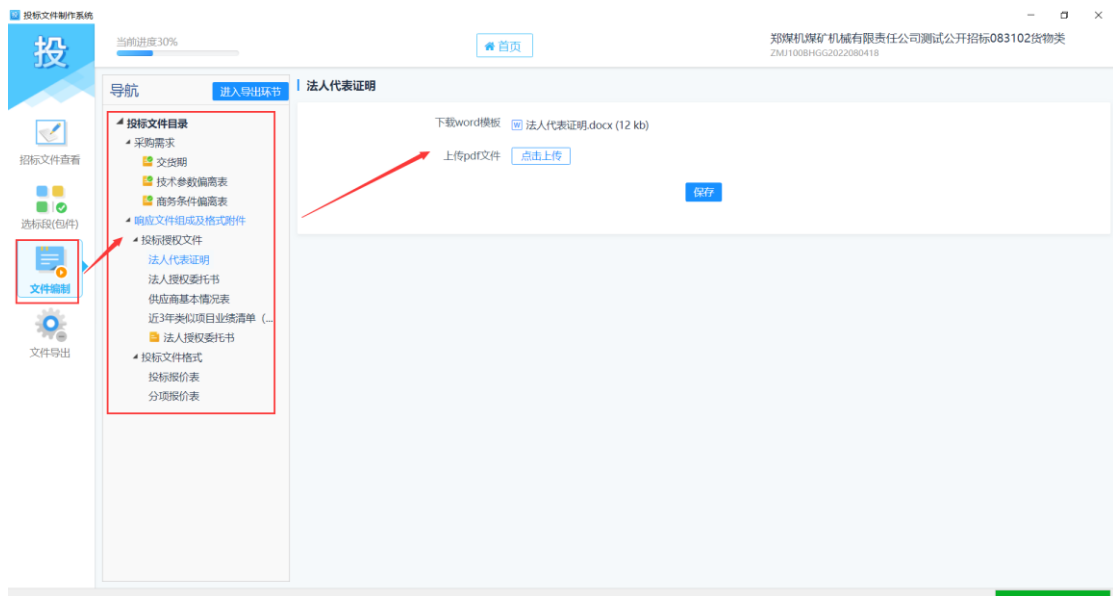 投标文件制作系统
投
当前进度30%
首页
郑煤机煤矿机械有限责任公司测试公开招标083102货物类
ZMJ100BHGG2022080418
招标文件查看
选标段(包件)
文件编制
文件导出
导航
进入导出环节
投标文件目录
采购需求
交货期
技术参数偏离表
商务条件偏离表
响应文件组成及格式附件
投标授权文件
法人代表证明
法人授权委托书
供应商基本情况表
近3年类似项目业绩清单（...
法人授权委托书
投标文件格式
投标报价表
分项报价表
法人代表证明
下载word模板 法人代表证明.docx (12 kb)
上传pdf文件 点击上传
保存